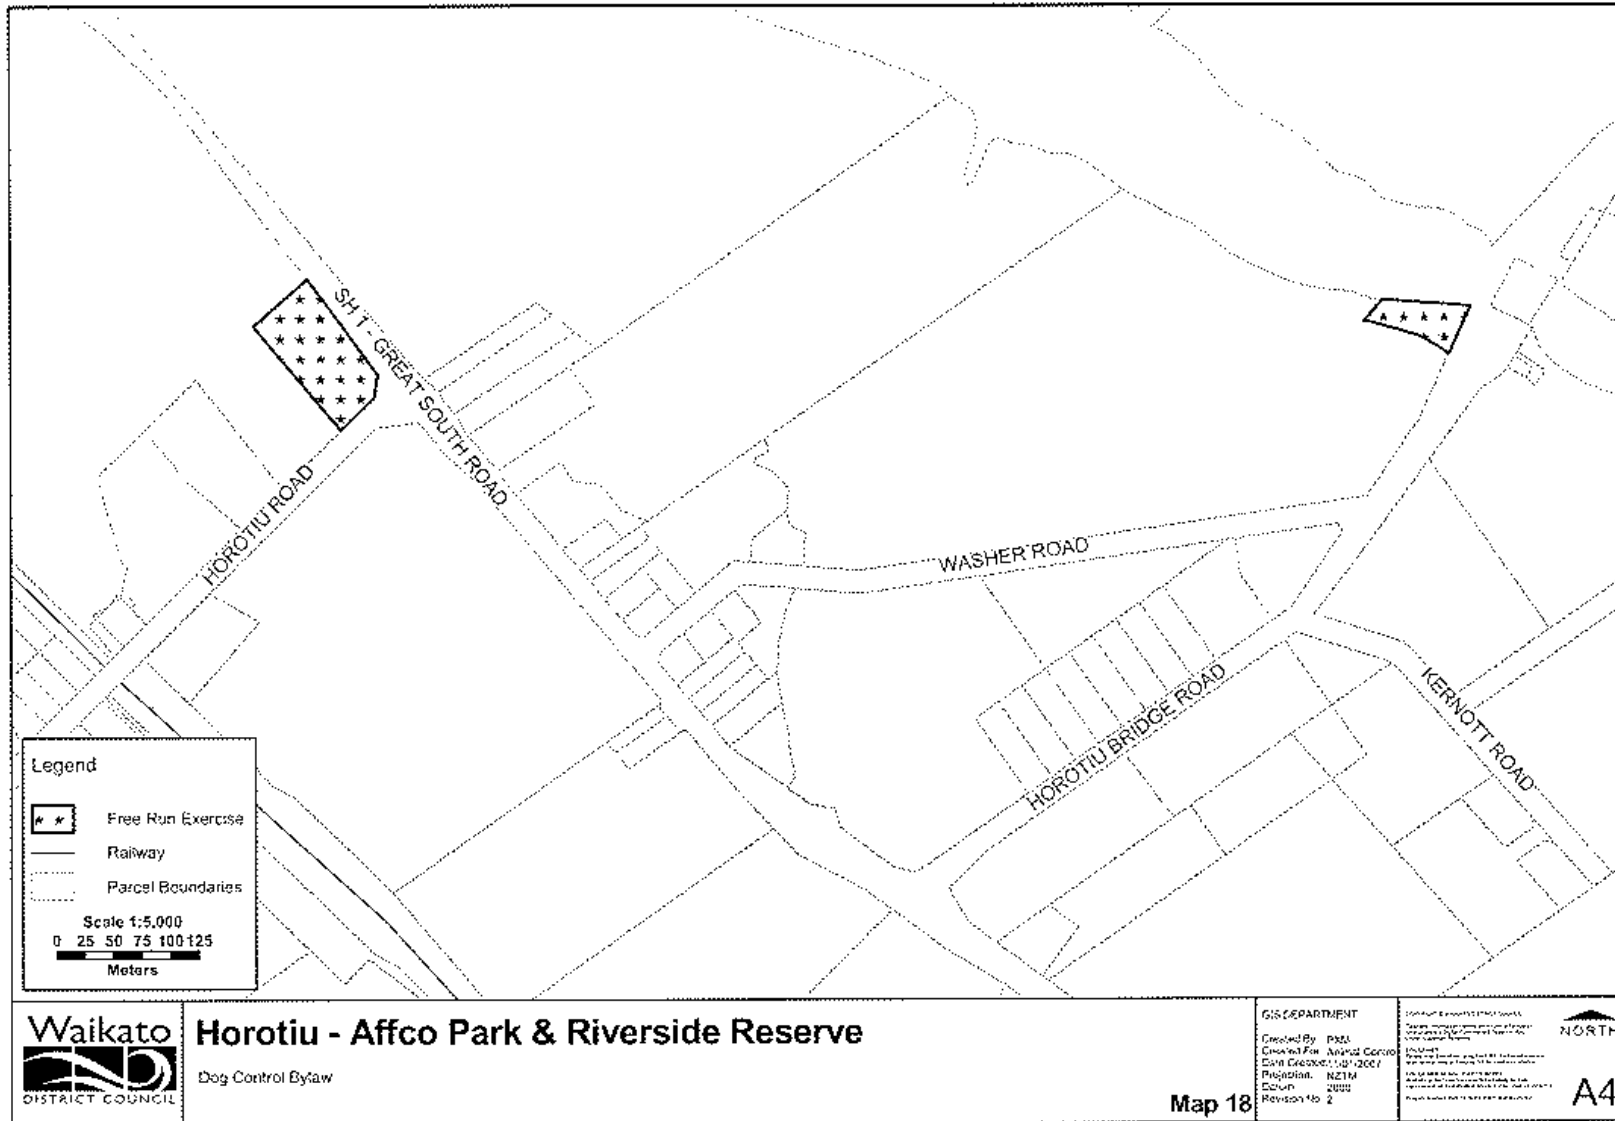 SH 1 - GREAT SOUTH ROAD
HOROTIU ROAD
WASHER ROAD
HOROTIU BRIDGE ROAD
KERNOTT ROAD
Legend
Free Run Exercise
Railway
Parcel Boundaries
Scale 1:5,000
0 25 50 75 100 125
Meters
Waikato
DISTRICT COUNCIL
Horotiu - Affco Park & Riverside Reserve
Dog Control Bylaw
Map 18
GIS DEPARTMENT
Created By:
Created For: Animal Control
Date Created:
Projection: NZTM
Datum: 2000
Revision No: 2
NORTH
A4